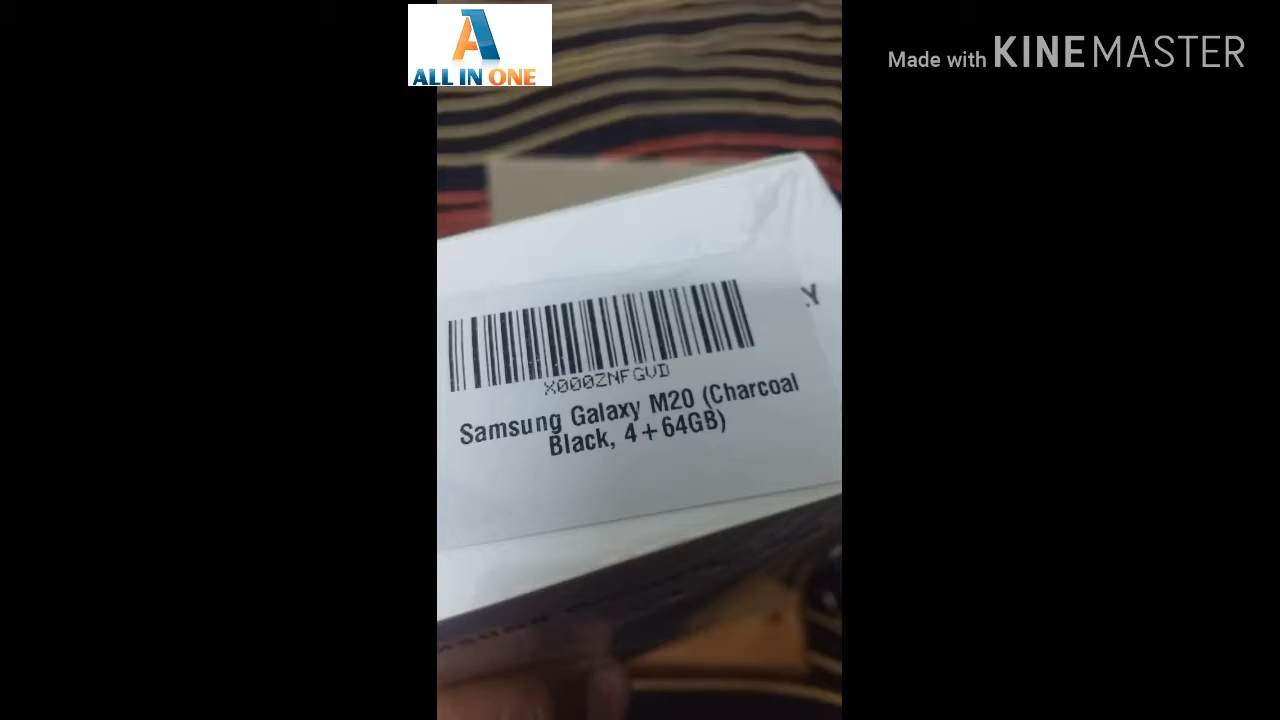 A
ALL IN ONE
Made with KINEMASTER
Y
X000ZNFGVD
Samsung Galaxy M20 (Charcoal
Black, 4+64GB)